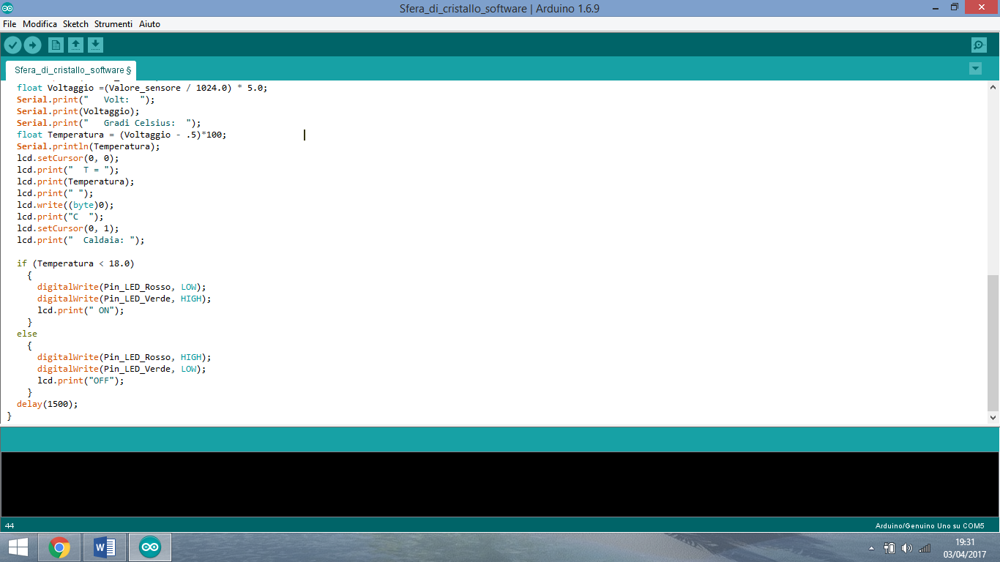 Sfera_di_cristallo_software | Arduino 1.6.9
File Modifica Sketch Strumenti Aiuto
Sfera_di_cristallo_software §
float Voltaggio =(Valore_sensore / 1024.0) * 5.0;
Serial.print("   Volt:  ");
Serial.print(Voltaggio);
Serial.print("   Gradi Celsius:  ");
float Temperatura = (Voltaggio - .5)*100;
Serial.println(Temperatura);
lcd.setCursor(0, 0);
lcd.print("  T = ");
lcd.print(Temperatura);
lcd.print(" ");
lcd.write((byte)0);
lcd.print("C  ");
lcd.setCursor(0, 1);
lcd.print("  Caldaia: ");
if (Temperatura < 18.0)
{
digitalWrite(Pin_LED_Rosso, LOW);
digitalWrite(Pin_LED_Verde, HIGH);
lcd.print(" ON");
}
else
{
digitalWrite(Pin_LED_Rosso, HIGH);
digitalWrite(Pin_LED_Verde, LOW);
lcd.print("OFF");
}
delay(1500);
}
44
Arduino/Genuino Uno su COM5
19:31
03/04/2017